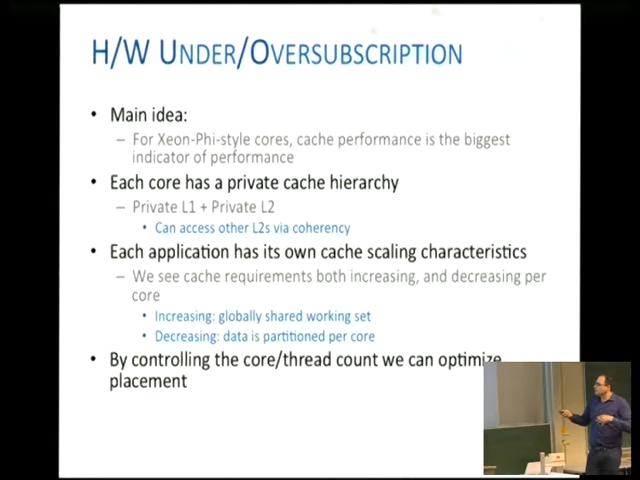 H/W UNDER/OVERSUBSCRIPTION
• Main idea:
– For Xeon-Phi-style cores, cache performance is the biggest
indicator of performance
• Each core has a private cache hierarchy
– Private L1 + Private L2
• Can access other L2s via coherency
• Each application has its own cache scaling characteristics
– We see cache requirements both increasing, and decreasing per
core
• Increasing: globally shared working set
• Decreasing: data is partitioned per core
• By controlling the core/thread count we can optimize
placement